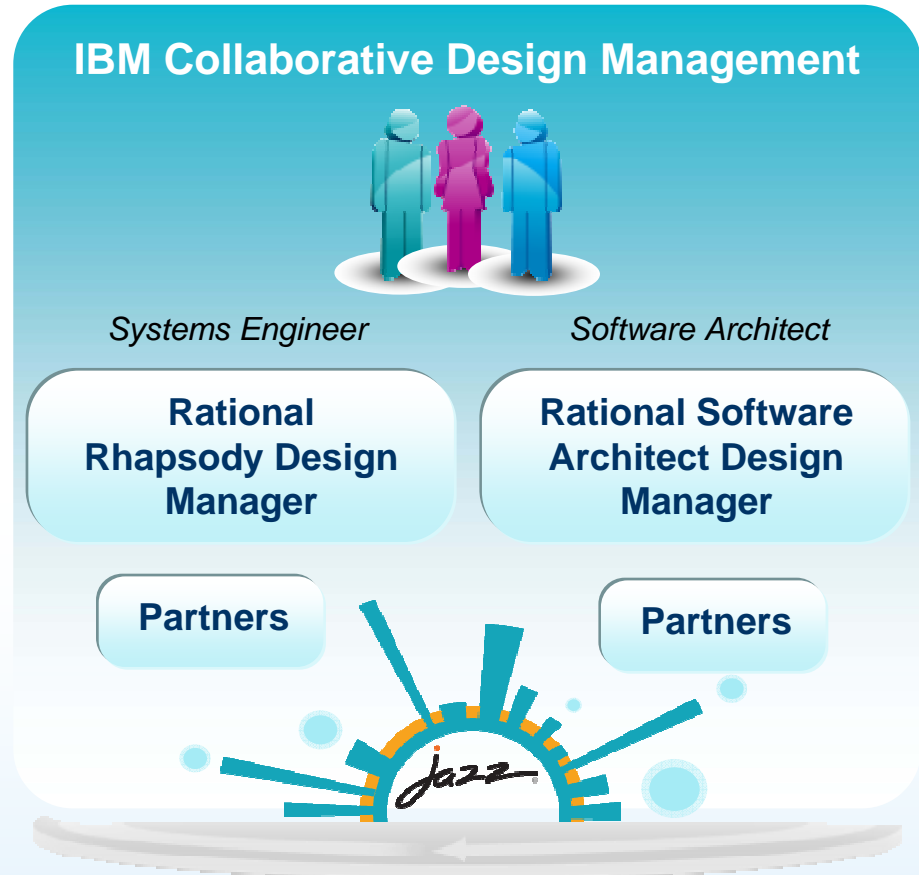 IBM Collaborative Design Management
Systems Engineer
Software Architect
Rational
Rhapsody Design
Manager
Rational Software
Architect Design
Manager
Partners
Partners
jazz